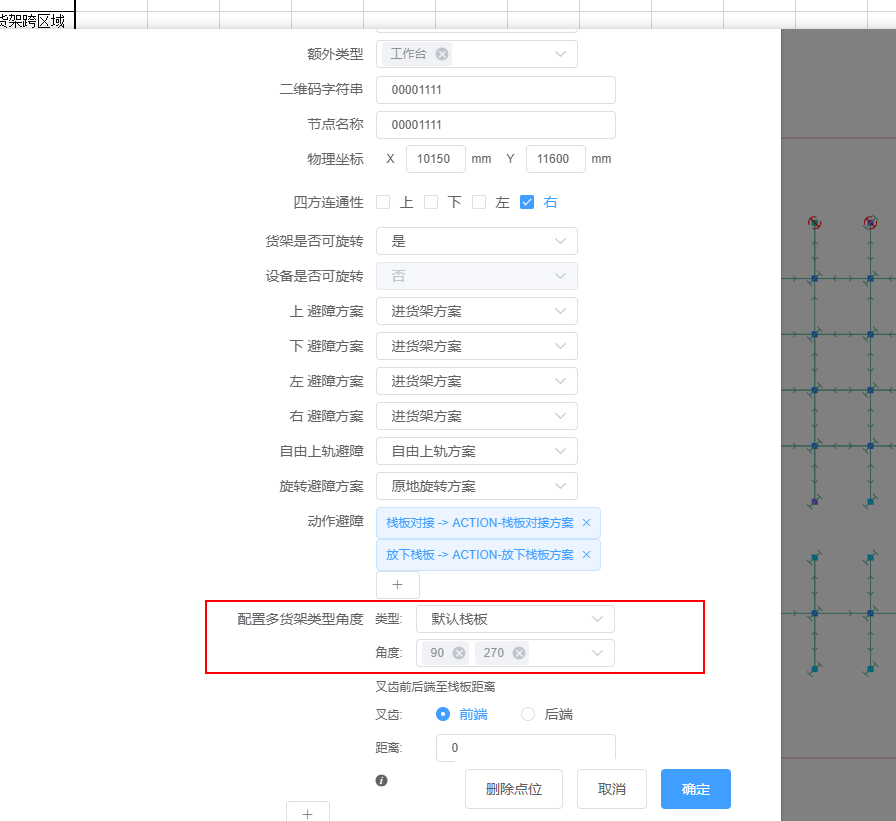 货架跨区域
额外类型 工作台
二维码字符串 00001111
节点名称 00001111
物理坐标 X 10150 mm Y 11600 mm
四方连通性 上 下 左 右
货架是否可旋转 是
设备是否可旋转 否
上 避障方案 进货架方案
下 避障方案 进货架方案
左 避障方案 进货架方案
右 避障方案 进货架方案
自由上轨避障 自由上轨方案
旋转避障方案 原地旋转方案
动作避障 栈板对接 -> ACTION-栈板对接方案 ×
放下栈板 -> ACTION-放下栈板方案 ×
+
配置多货架类型角度 类型: 默认栈板
角度: 90 270
叉齿前后端至栈板距离
叉齿: 前端 后端
距离: 0
删除点位 取消 确定
+